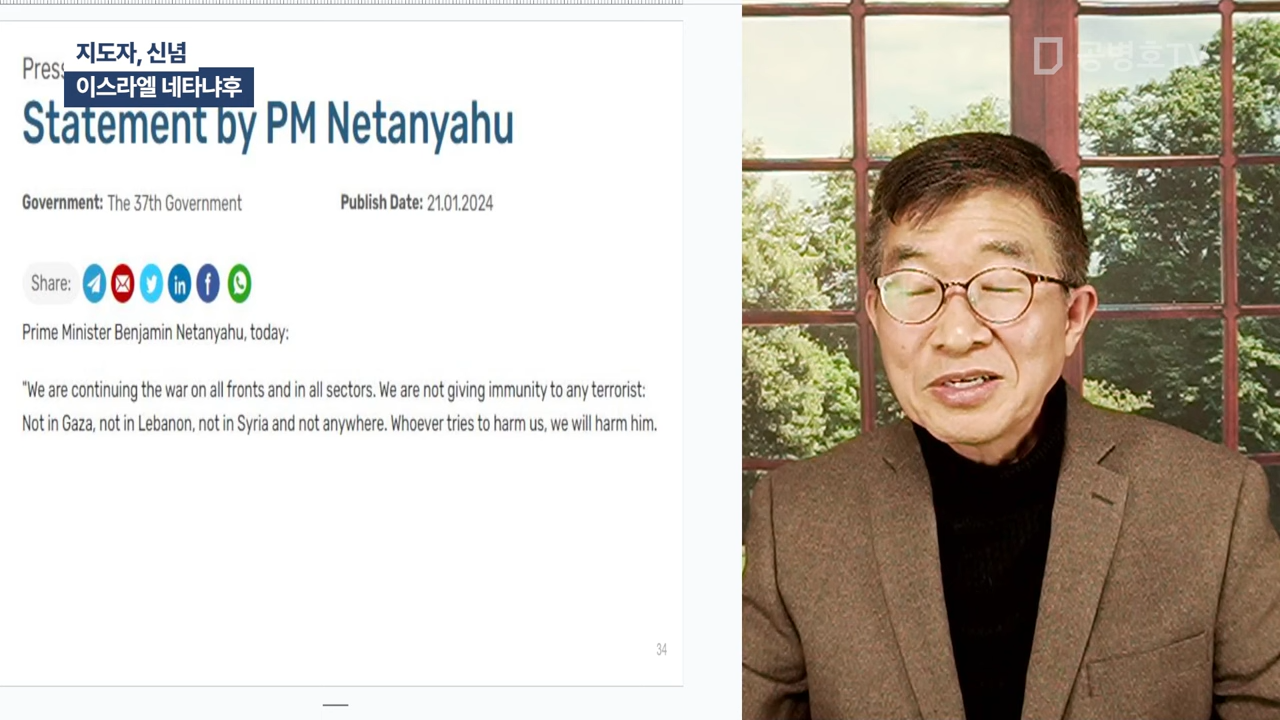 지도자, 신념
이스라엘 네타냐후
Press
Statement by PM Netanyahu
Government: The 37th Government
Publish Date: 21.01.2024
Share:
Prime Minister Benjamin Netanyahu, today:
"We are continuing the war on all fronts and in all sectors. We are not giving immunity to any terrorist:
Not in Gaza, not in Lebanon, not in Syria and not anywhere. Whoever tries to harm us, we will harm him.
34
공병호TV